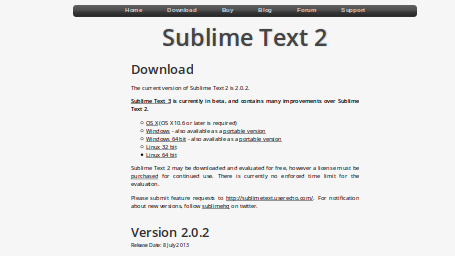 Home Download Buy Blog Forum Support
Sublime Text 2
Download
The current version of Sublime Text 2 is 2.0.2.
Sublime Text 3 is currently in beta, and contains many improvements over Sublime
Text 2.
OS X (OS X 10.6 or later is required)
Windows - also available as a portable version
Windows 64 bit - also available as a portable version
Linux 32 bit
Linux 64 bit
Sublime Text 2 may be downloaded and evaluated for free, however a license must be
purchased for continued use. There is currently no enforced time limit for the
evaluation.
Please submit feature requests to http://sublimetext.userecho.com/. For notification
about new versions, follow sublimehq on twitter.
Version 2.0.2
Release Date: 8 July 2013